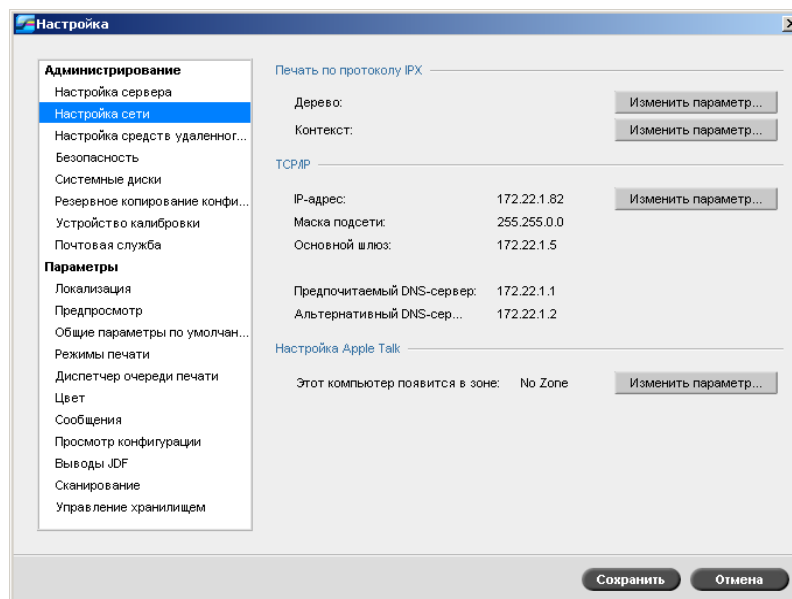 Настройка
Администрирование
Настройка сервера
Настройка сети
Настройка средств удаленног...
Безопасность
Системные диски
Резервное копирование конфи...
Устройство калибровки
Почтовая служба
Параметры
Локализация
Предпросмотр
Общие параметры по умолчан...
Режимы печати
Диспетчер очереди печати
Цвет
Сообщения
Просмотр конфигурации
Выводы JDF
Сканирование
Управление хранилищем
Печать по протоколу IPX
Дерево: Изменить параметр...
Контекст: Изменить параметр...
TCP/IP
IP-адрес: 172.22.1.82 Изменить параметр...
Маска подсети: 255.255.0.0
Основной шлюз: 172.22.1.5
Предпочитаемый DNS-сервер: 172.22.1.1
Альтернативный DNS-сер... 172.22.1.2
Настройка Apple Talk
Этот компьютер появится в зоне: No Zone Изменить параметр...
Сохранить Отмена